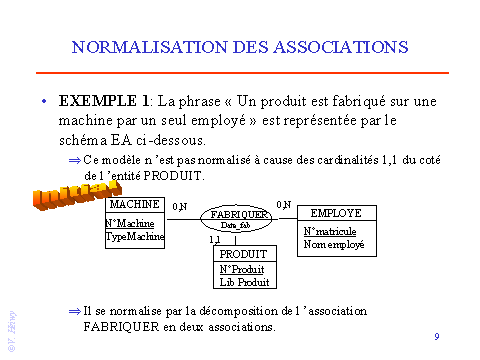 NORMALISATION DES ASSOCIATIONS
• EXEMPLE 1: La phrase « Un produit est fabriqué sur une
machine par un seul employé » est représentée par le
schéma EA ci-dessous.
⇒ Ce modèle n ’est pas normalisé à cause des cardinalités 1,1 du coté
de l ’entité PRODUIT.
Initial
MACHINE
0,N
FABRIQUER
0,N
EMPLOYE
N°Machine
TypeMachine
Date_fab
N°matricule
Nom employé
1,1
PRODUIT
N°Produit
Lib Produit
⇒ Il se normalise par la décomposition de l ’association
FABRIQUER en deux associations.
9